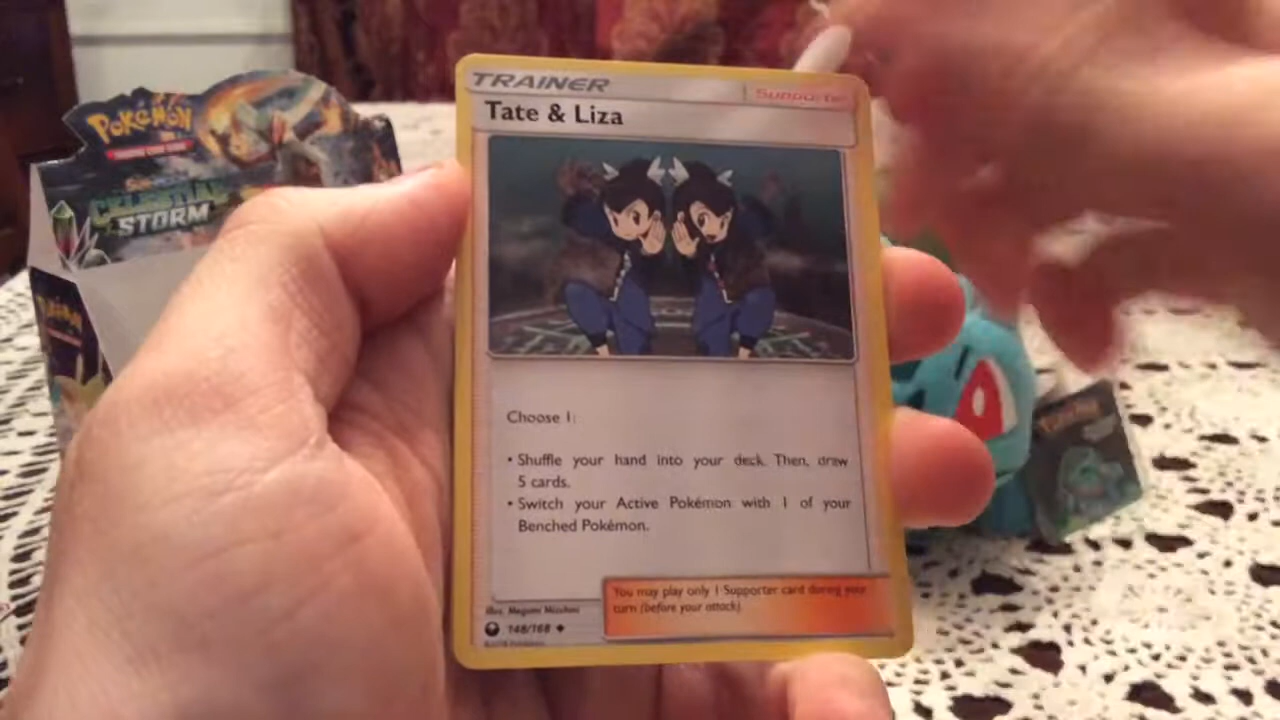 POKéMON
CELESTIAL
STORM
TRAINER
Supporter
Tate & Liza
Choose 1:
• Shuffle your hand into your deck. Then, draw
5 cards.
• Switch your Active Pokémon with 1 of your
Benched Pokémon.
You may play only 1 Supporter card during your
turn (before your attack).
148/168